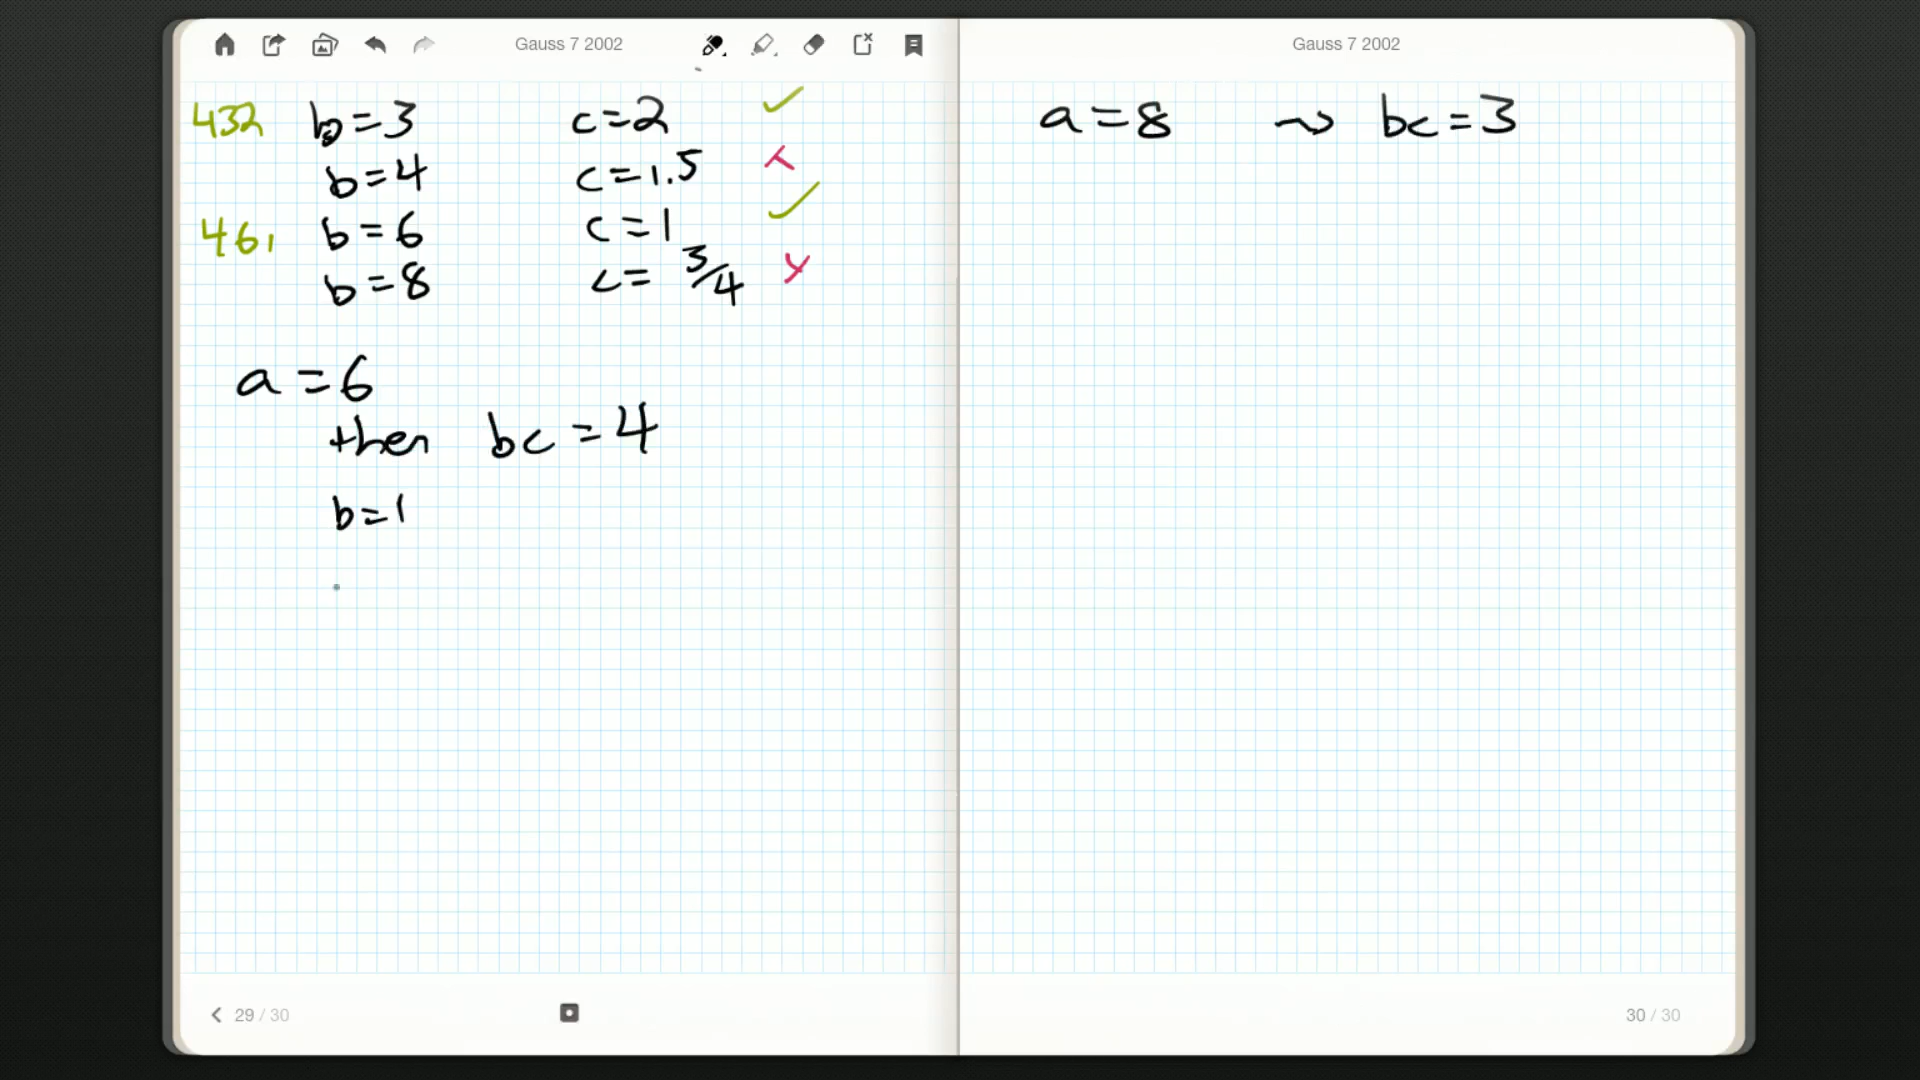 Gauss 7 2002
432 b=3 c=2 ✓
b=4 c=1.5 x
461 b=6 c=1 ✓
b=8 c=3/4 x
a=6
then bc=4
b=1
29 / 30
Gauss 7 2002
a=8 ⇝ bc=3
30 / 30